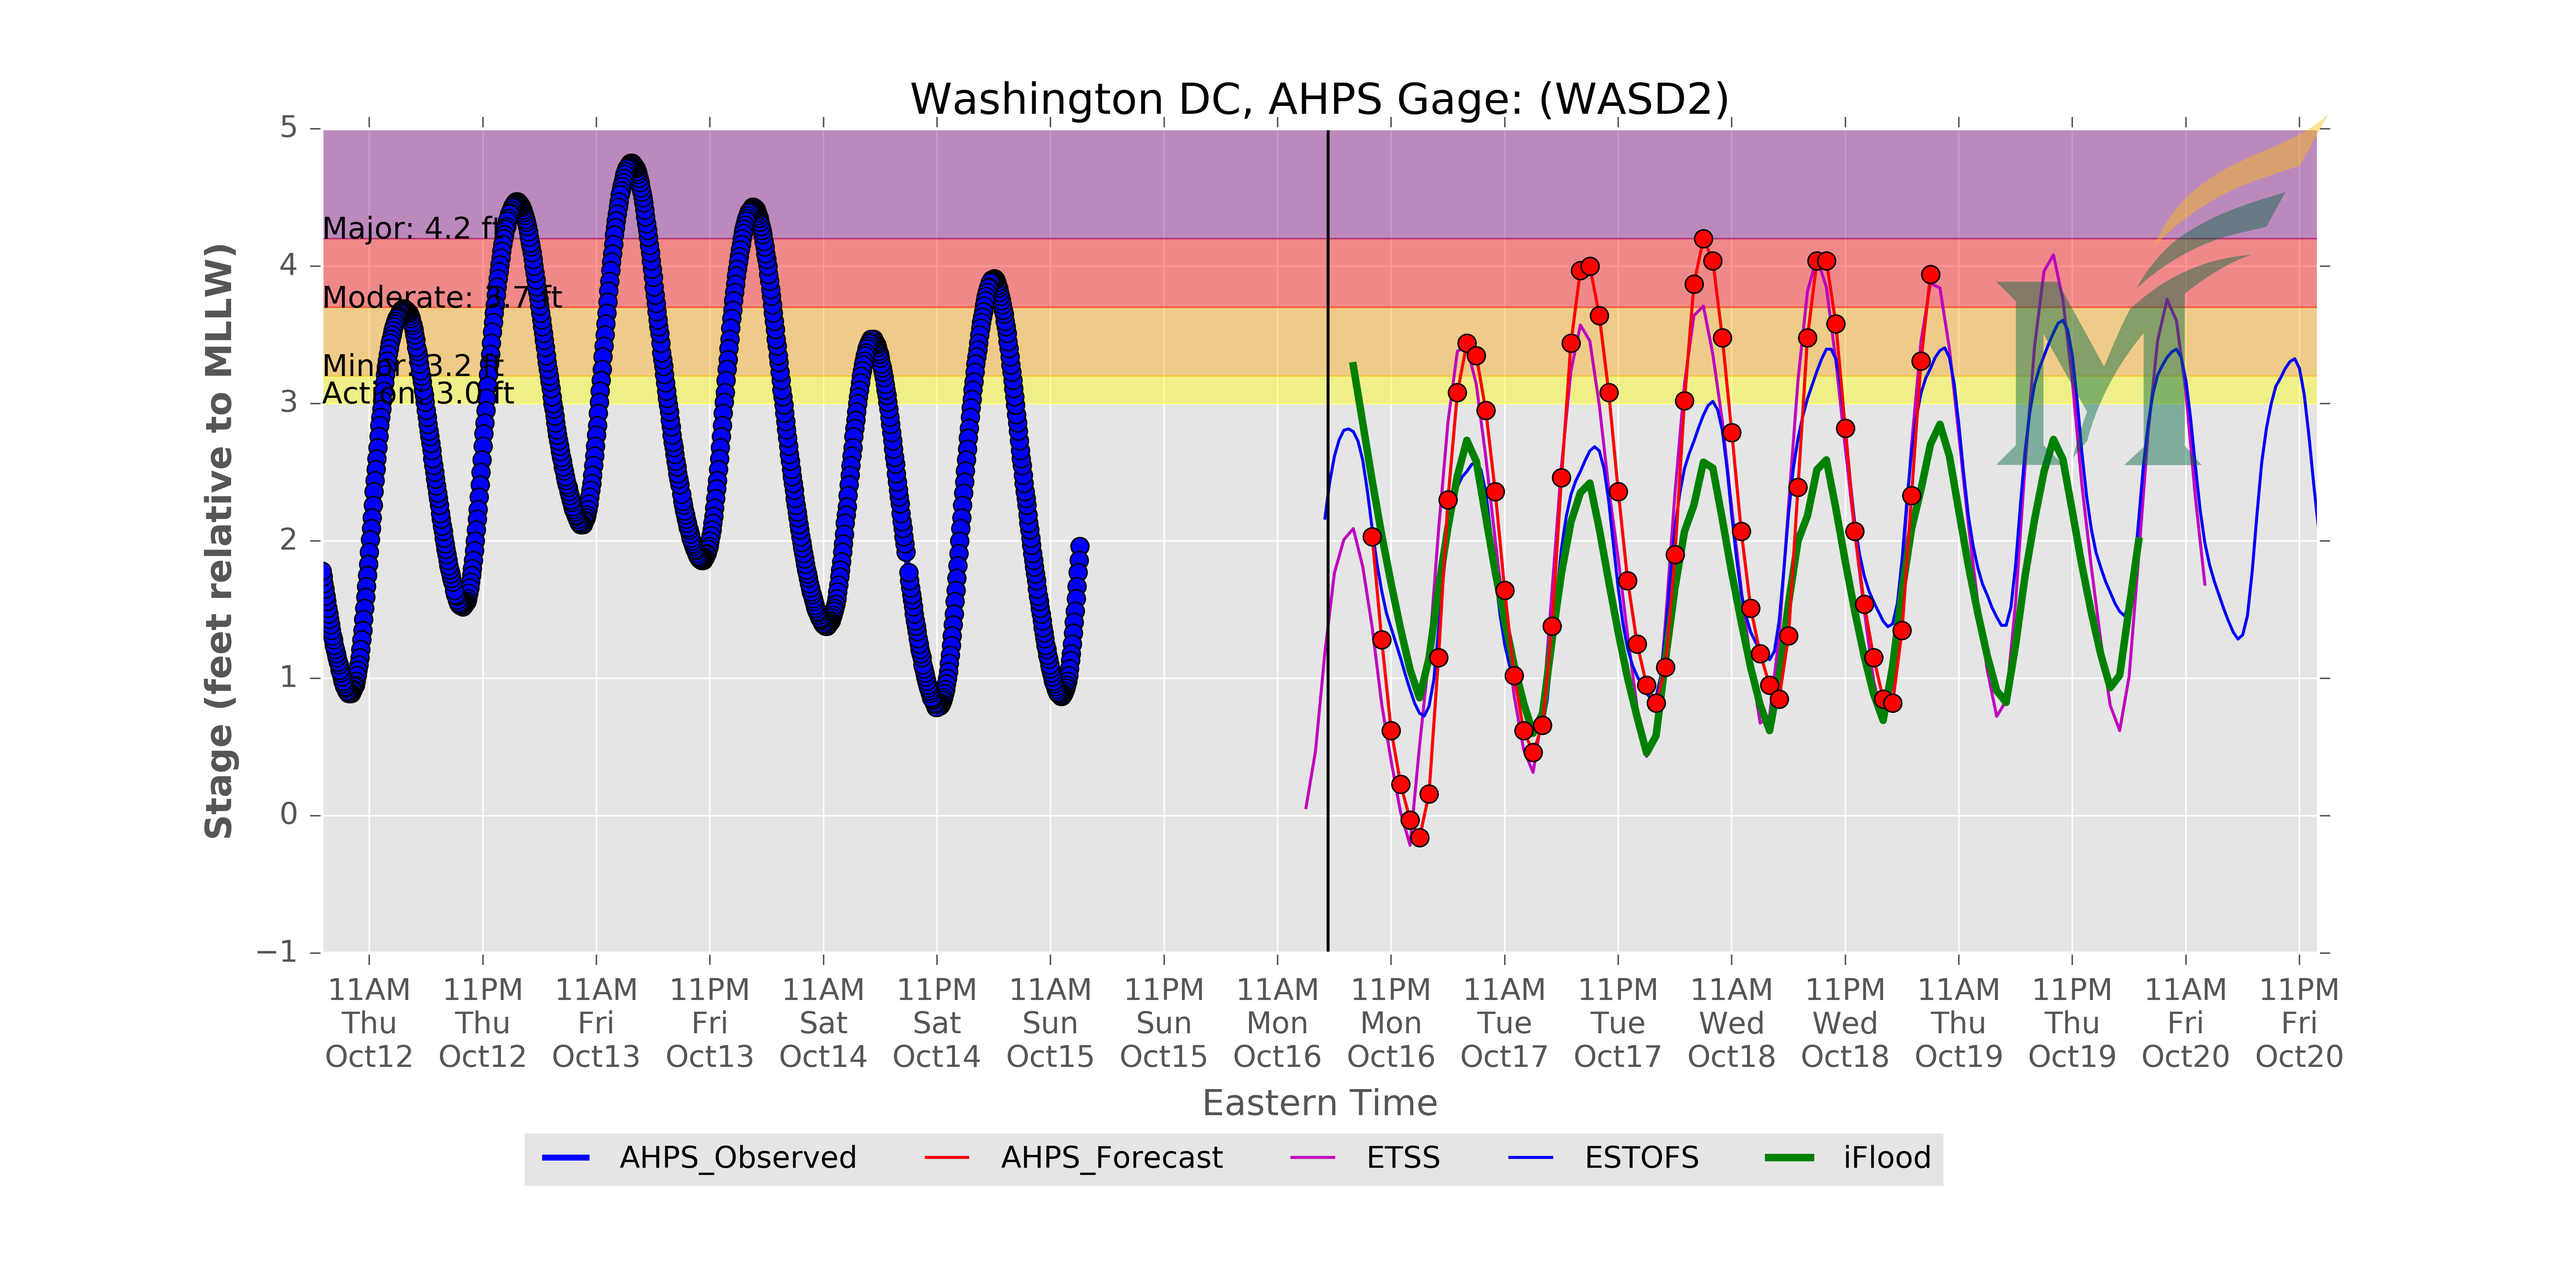 Washington DC, AHPS Gage: (WASD2)
Stage (feet relative to MLLW)
5
4
3
2
1
0
−1
Major: 4.2 ft
Moderate: 3.7 ft
Minor: 3.2 ft
Action: 3.0 ft
11AM 11PM 11AM 11PM 11AM 11PM 11AM 11PM 11AM 11PM 11AM 11PM 11AM 11PM 11AM 11PM 11AM 11PM
Thu Thu Fri Fri Sat Sat Sun Sun Mon Mon Tue Tue Wed Wed Thu Thu Fri Fri
Oct12 Oct12 Oct13 Oct13 Oct14 Oct14 Oct15 Oct15 Oct16 Oct16 Oct17 Oct17 Oct18 Oct18 Oct19 Oct19 Oct20 Oct20
Eastern Time
AHPS_Observed AHPS_Forecast ETSS ESTOFS iFlood